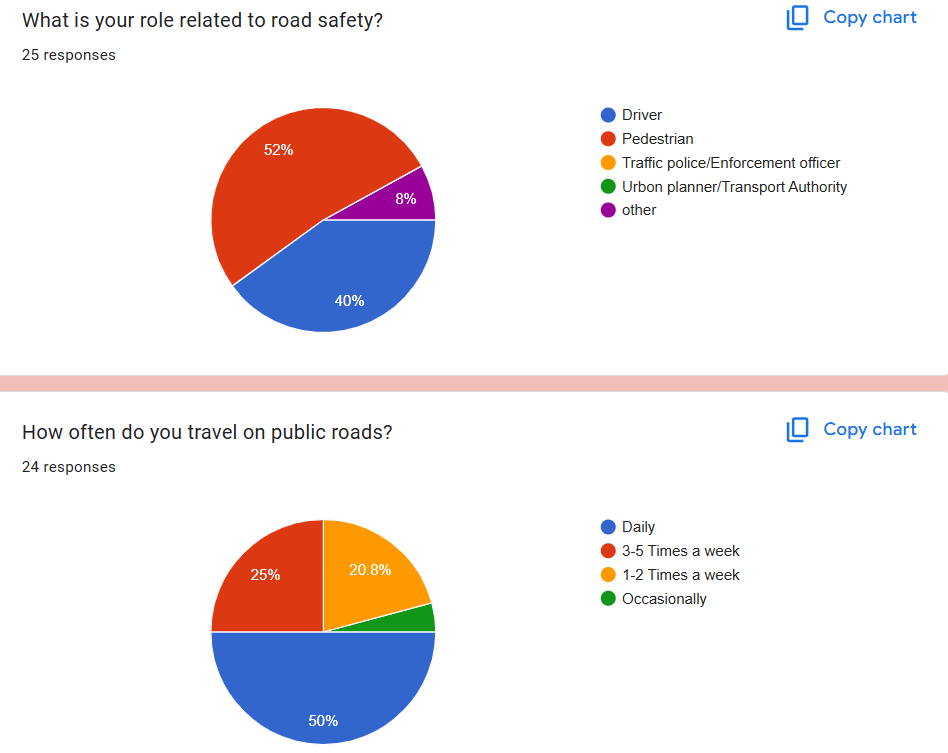 What is your role related to road safety?
Copy chart
25 responses
52%
8%
40%
Driver
Pedestrian
Traffic police/Enforcement officer
Urbon planner/Transport Authority
other
How often do you travel on public roads?
Copy chart
24 responses
25%
20.8%
50%
Daily
3-5 Times a week
1-2 Times a week
Occasionally